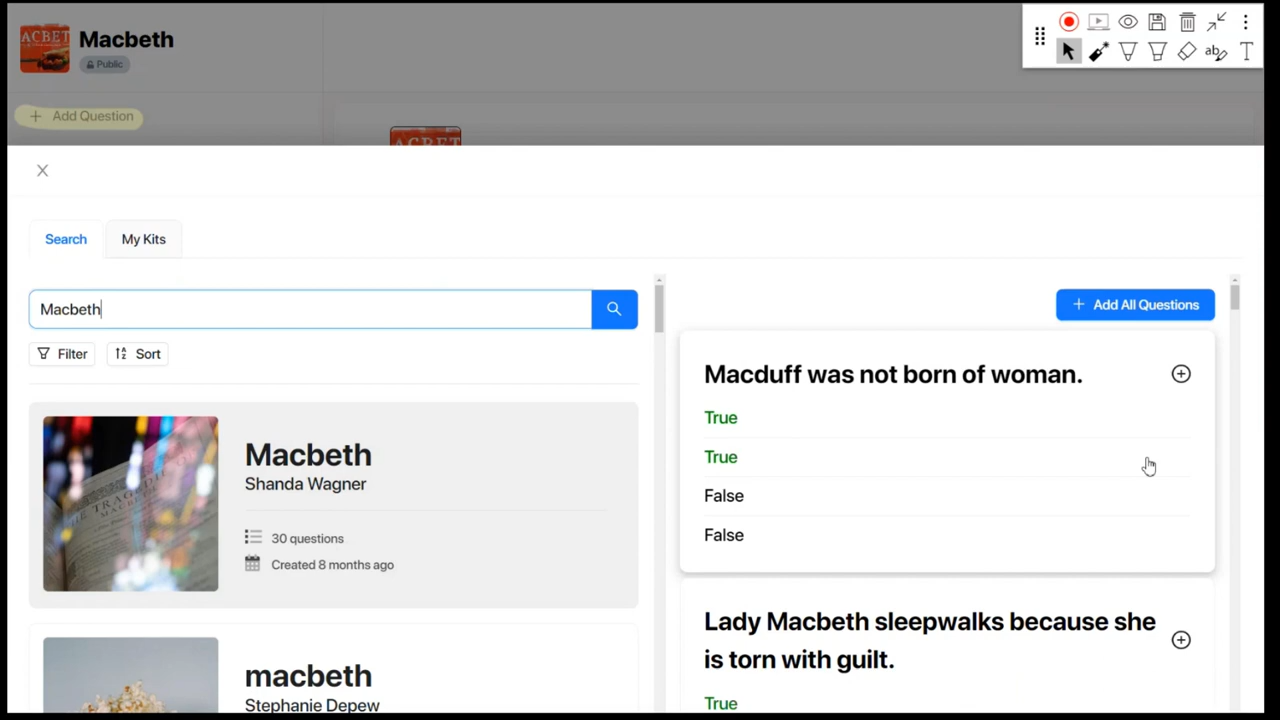 ACBET
Macbeth
Public
Add Question
ACBET
Search
My Kits
Macbeth
Filter
Sort
Add All Questions
Macbeth
Shanda Wagner
30 questions
Created 8 months ago
macbeth
Stephanie Depew
Macduff was not born of woman.
True
True
False
False
Lady Macbeth sleepwalks because she
is torn with guilt.
True